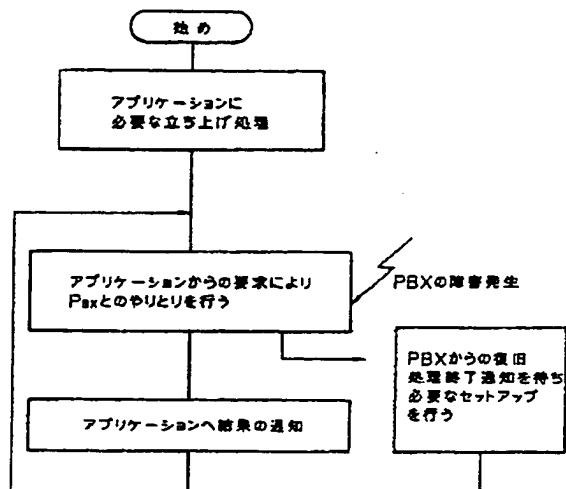 始め
アプリケーションに
必要な立ち上げ処理
アプリケーションからの要求により
Pbxとのやりとりを行う
PBXの障害発生
PBXからの復旧
処理終了通知を待ち
必要なセットアップ
を行う
アプリケーションへ結果の通知